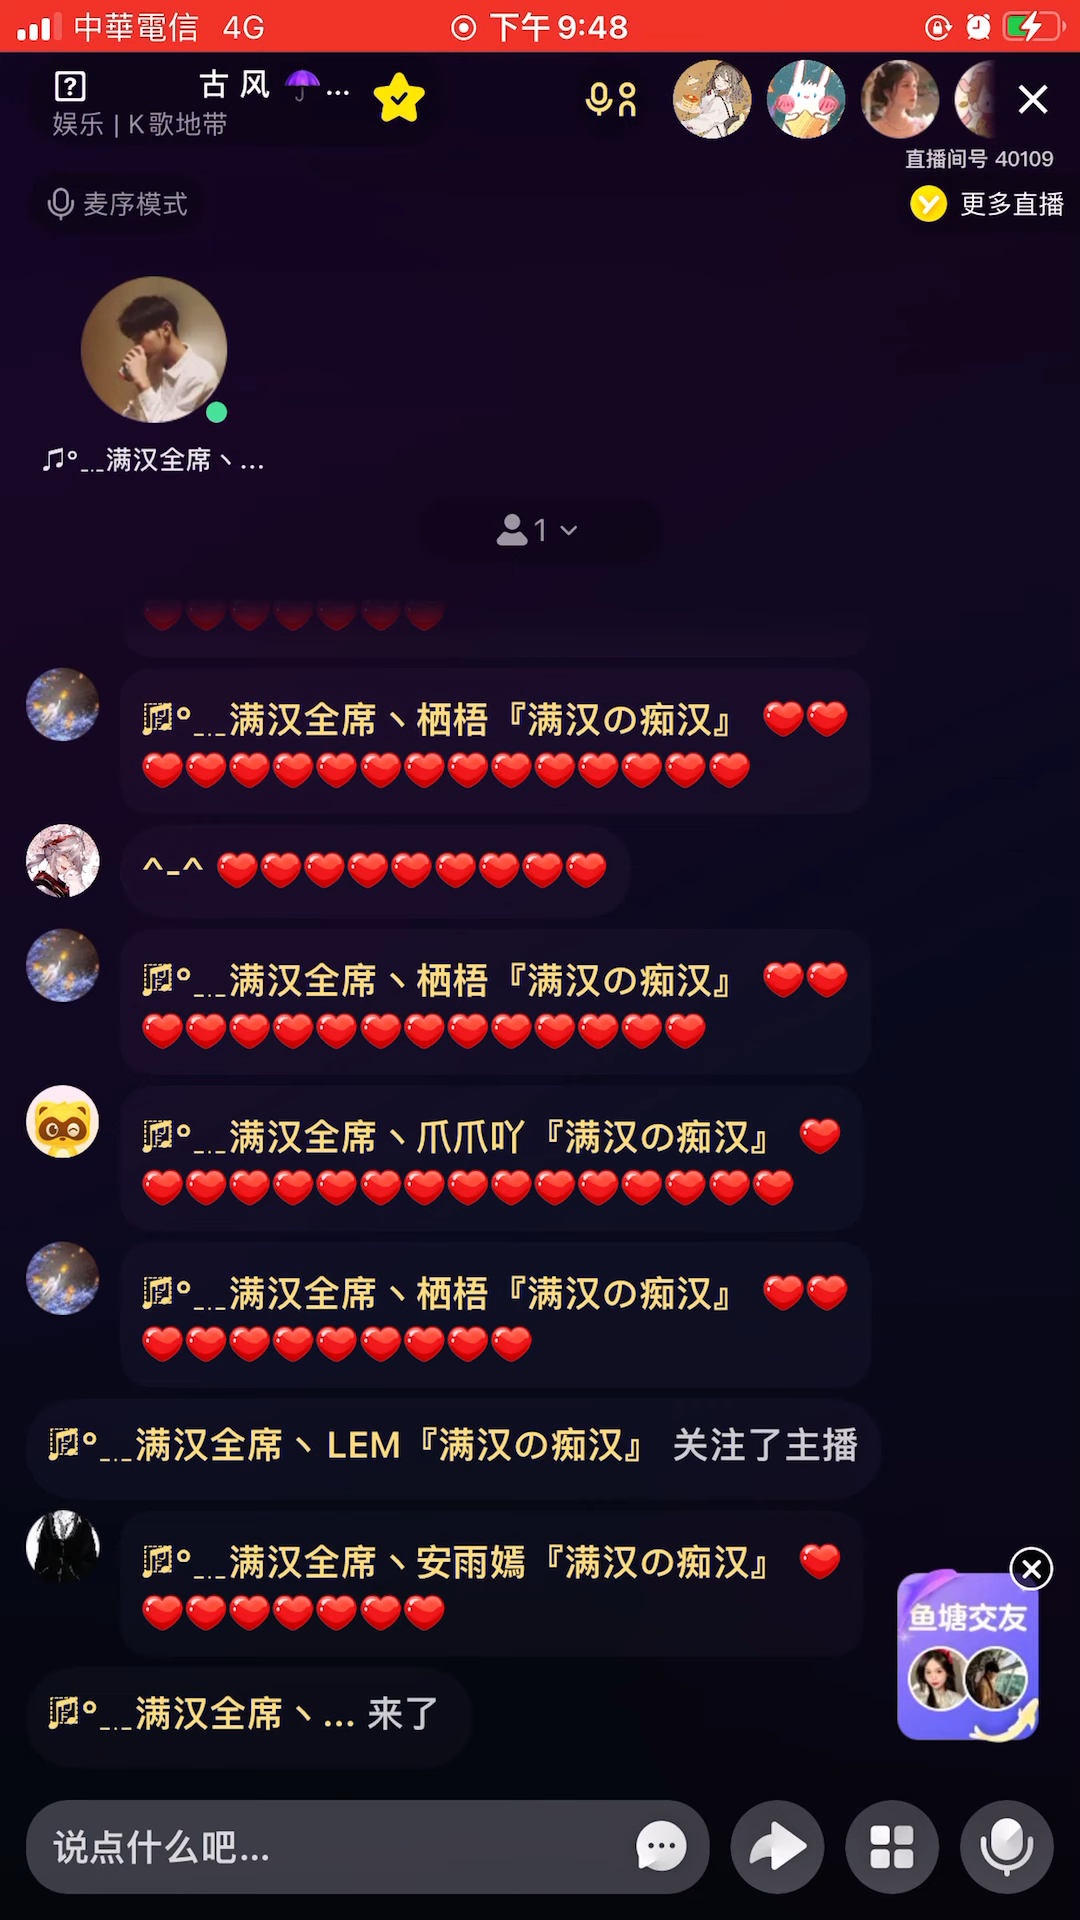 中華電信 4G 下午 9:48
古 风 ☂️...
娱乐 | K歌地带
直播间号 40109
麦序模式
更多直播
♫°﹎满汉全席丶...
1
❤️❤️❤️❤️❤️❤️❤️
🎵°﹎满汉全席丶栖梧『满汉の痴汉』 ❤️❤️
❤️❤️❤️❤️❤️❤️❤️❤️❤️❤️❤️❤️❤️❤️
^-^ ❤️❤️❤️❤️❤️❤️❤️❤️❤️
🎵°﹎满汉全席丶栖梧『满汉の痴汉』 ❤️❤️
❤️❤️❤️❤️❤️❤️❤️❤️❤️❤️❤️❤️❤️
🎵°﹎满汉全席丶爪爪吖『满汉の痴汉』 ❤️
❤️❤️❤️❤️❤️❤️❤️❤️❤️❤️❤️❤️❤️❤️❤️
🎵°﹎满汉全席丶栖梧『满汉の痴汉』 ❤️❤️
❤️❤️❤️❤️❤️❤️❤️❤️❤️
🎵°﹎满汉全席丶LEM『满汉の痴汉』 关注了主播
🎵°﹎满汉全席丶安雨嫣『满汉の痴汉』 ❤️
❤️❤️❤️❤️❤️❤️❤️
鱼塘交友
🎵°﹎满汉全席丶... 来了
说点什么吧...